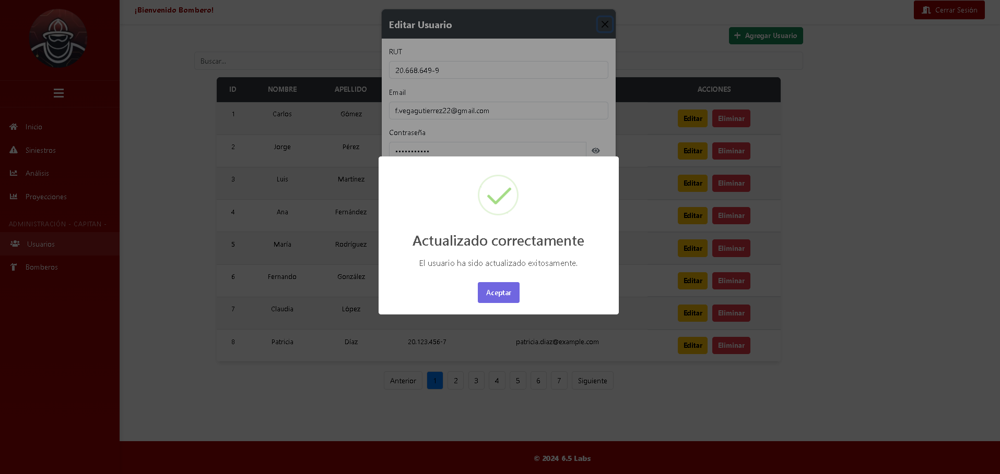 ¡Bienvenido Bombero!
Cerrar Sesión
Editar Usuario
Agregar Usuario
Buscar...
RUT
20.668.649-9
Email
f.vegagutierrez22@gmail.com
Contraseña
•••••••••••
Inicio
Siniestros
Análisis
Proyecciones
ADMINISTRACIÓN - CAPITAN -
Usuarios
Bomberos
ID NOMBRE APELLIDO ACCIONES
1 Carlos Gómez Editar Eliminar
2 Jorge Pérez Editar Eliminar
3 Luis Martínez Editar Eliminar
4 Ana Fernández Editar Eliminar
5 María Rodríguez Editar Eliminar
6 Fernando González Editar Eliminar
7 Claudia López Editar Eliminar
8 Patricia Díaz 20.123.456-7 patricia.diaz@example.com Editar Eliminar
Actualizado correctamente
El usuario ha sido actualizado exitosamente.
Aceptar
Anterior 1 2 3 4 5 6 7 Siguiente
© 2024 6.5 Labs